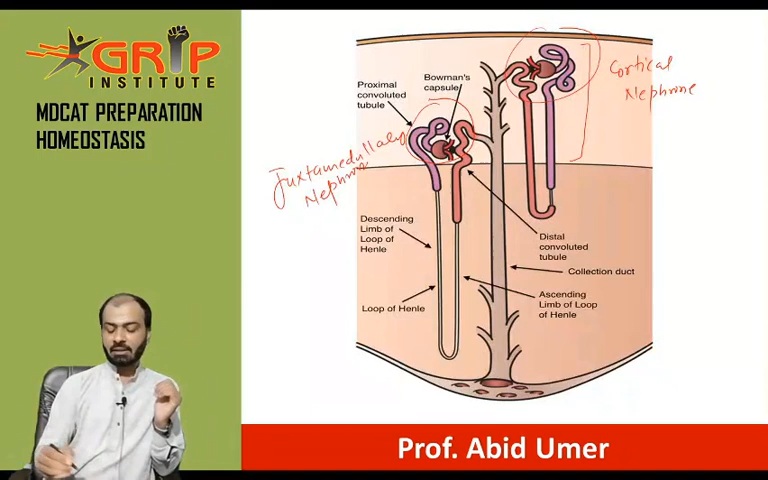 GRIP
INSTITUTE
MDCAT PREPARATION
HOMEOSTASIS
Proximal
convoluted
tubule
Bowman's
capsule
Cortical
Nephrone
Juxtamedullary
Nephrone
Descending
Limb of
Loop of
Henle
Loop of Henle
Distal
convoluted
tubule
Collection duct
Ascending
Limb of Loop
of Henle
Prof. Abid Umer